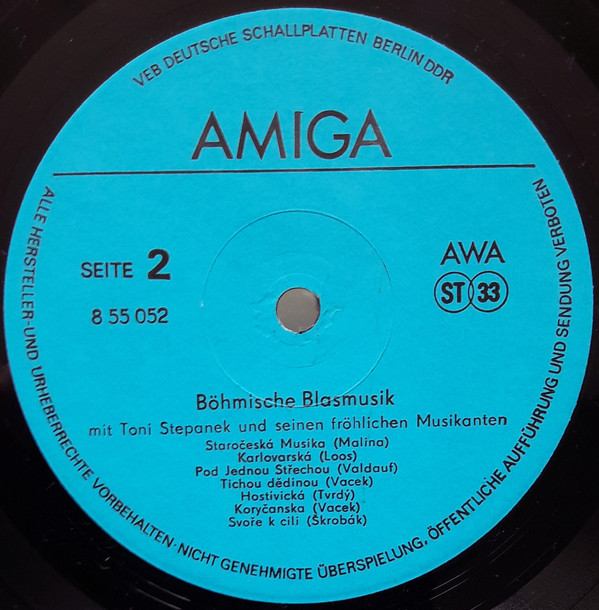 VEB DEUTSCHE SCHALLPLATTEN BERLIN DDR
AMIGA
SEITE 2
8 55 052
AWA
ST 33
Böhmische Blasmusik
mit Toni Stepanek und seinen fröhlichen Musikanten
Staročeská Musika (Malina)
Karlovarská (Loos)
Pod Jednou Střechou (Valdauf)
Tichou dědinou (Vacek)
Hostivická (Tvrdý)
Koryčanska (Vacek)
Svoře k cili (Škrobák)
ALLE HERSTELLER-UND URHEBERRECHTE VORBEHALTEN·NICHT GENEHMIGTE ÜBERSPIELUNG, ÖFFENTLICHE AUFFÜHRUNG UND SENDUNG VERBOTEN